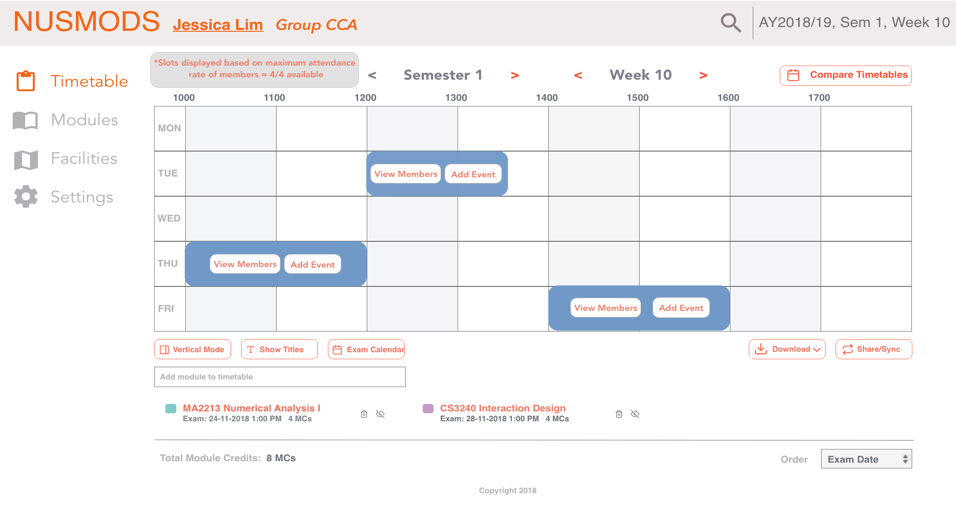 NUSMODS Jessica Lim Group CCA AY2018/19, Sem 1, Week 10
*Slots displayed based on maximum attendance
rate of members = 4/4 available
< Semester 1 > < Week 10 > Compare Timetables
Timetable
Modules
Facilities
Settings
1000 1100 1200 1300 1400 1500 1600 1700
MON
TUE View Members Add Event
WED
THU View Members Add Event
FRI View Members Add Event
Vertical Mode Show Titles Exam Calendar Download Share/Sync
Add module to timetable
MA2213 Numerical Analysis I CS3240 Interaction Design
Exam: 24-11-2018 1:00 PM 4 MCs Exam: 28-11-2018 1:00 PM 4 MCs
Total Module Credits: 8 MCs Order Exam Date
Copyright 2018